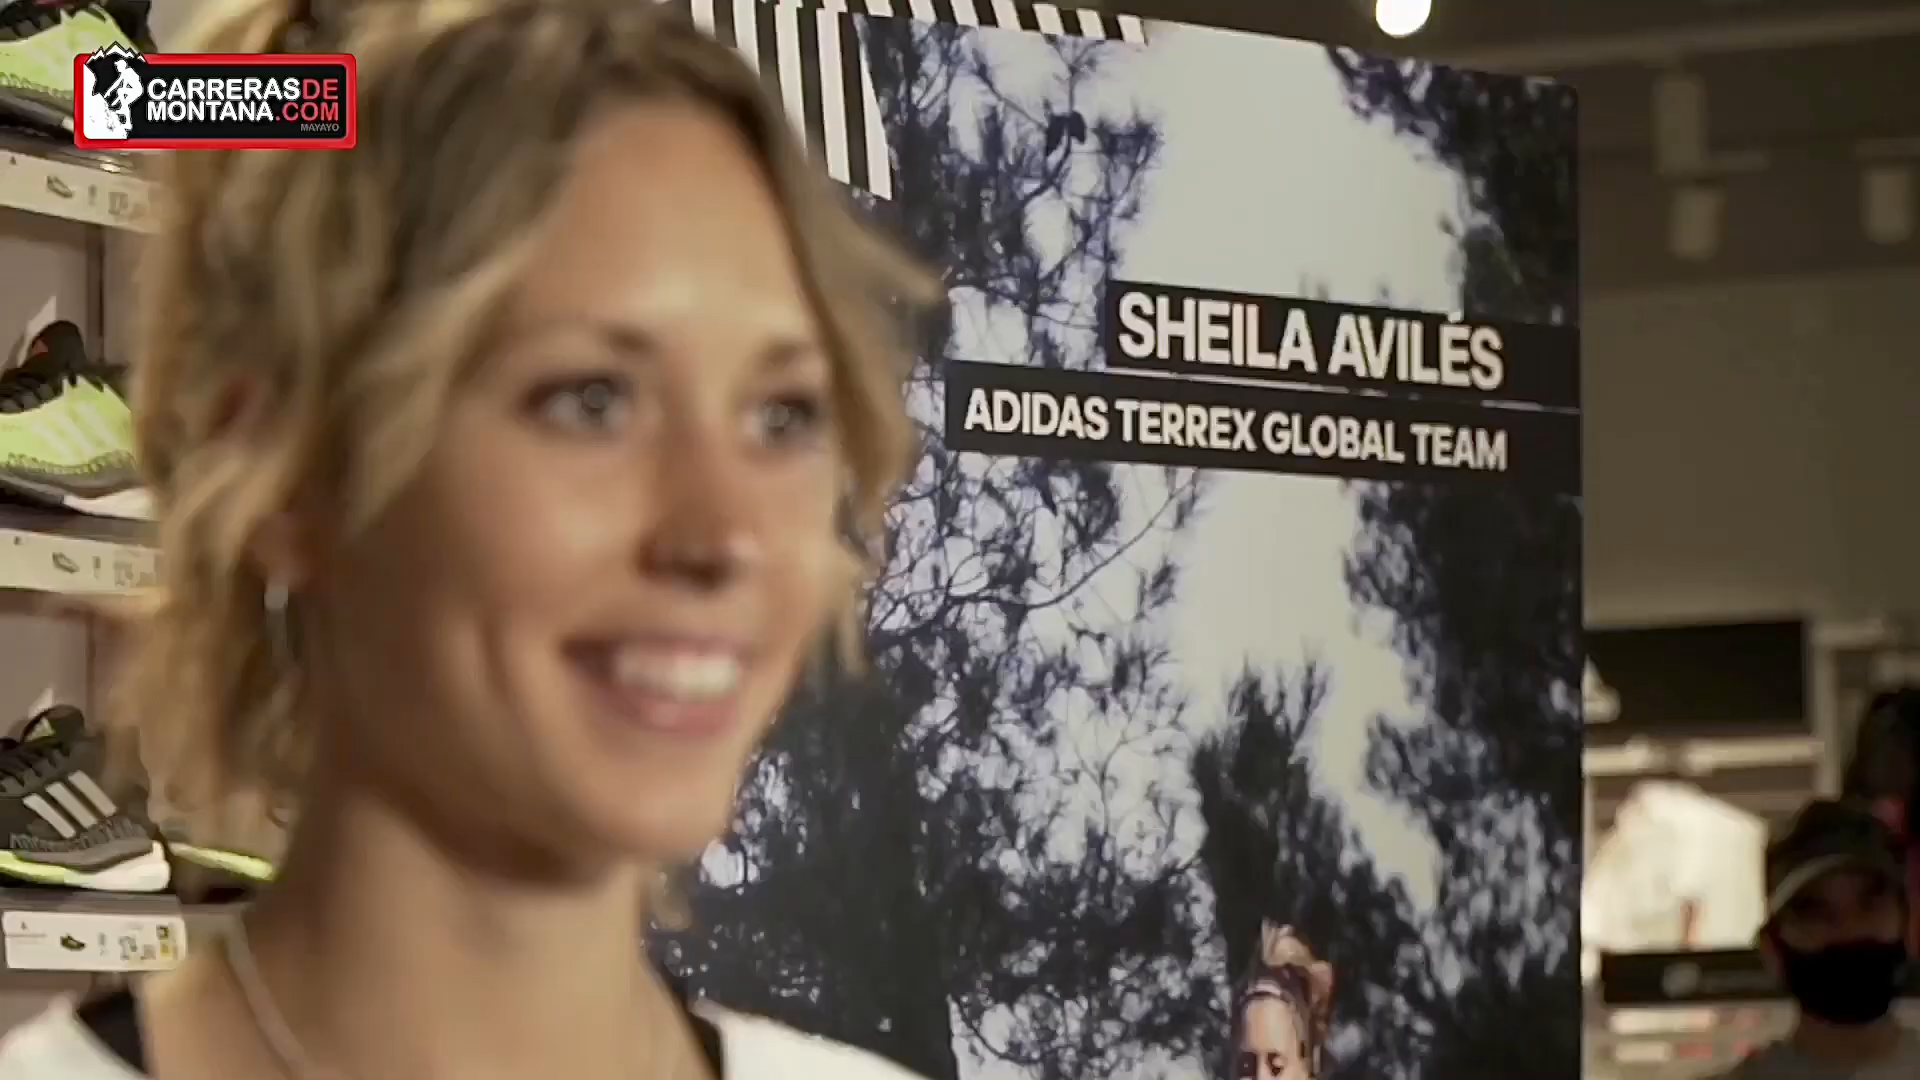 CARRERASDE
MONTANA.COM
MAYAYO
SHEILA AVILÉS
ADIDAS TERREX GLOBAL TEAM